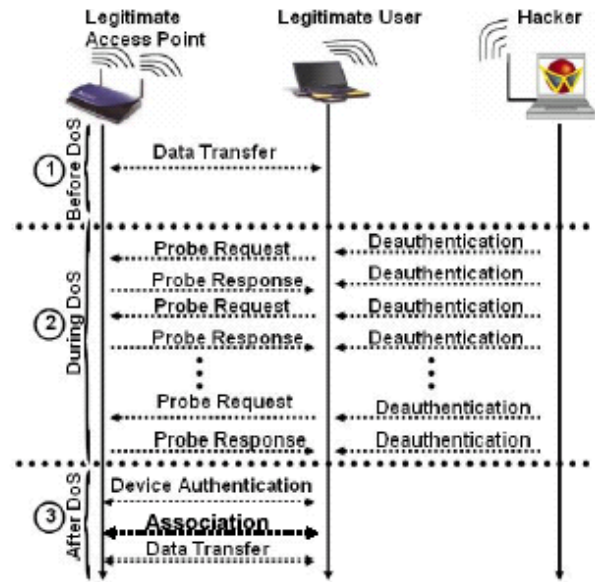 Legitimate Access Point
Legitimate User
Hacker
1
Before DoS
Data Transfer
2
During DoS
Probe Request
Deauthentication
Probe Response
Deauthentication
Probe Request
Deauthentication
Probe Response
Deauthentication
Probe Request
Deauthentication
Probe Response
Deauthentication
3
After DoS
Device Authentication
Association
Data Transfer